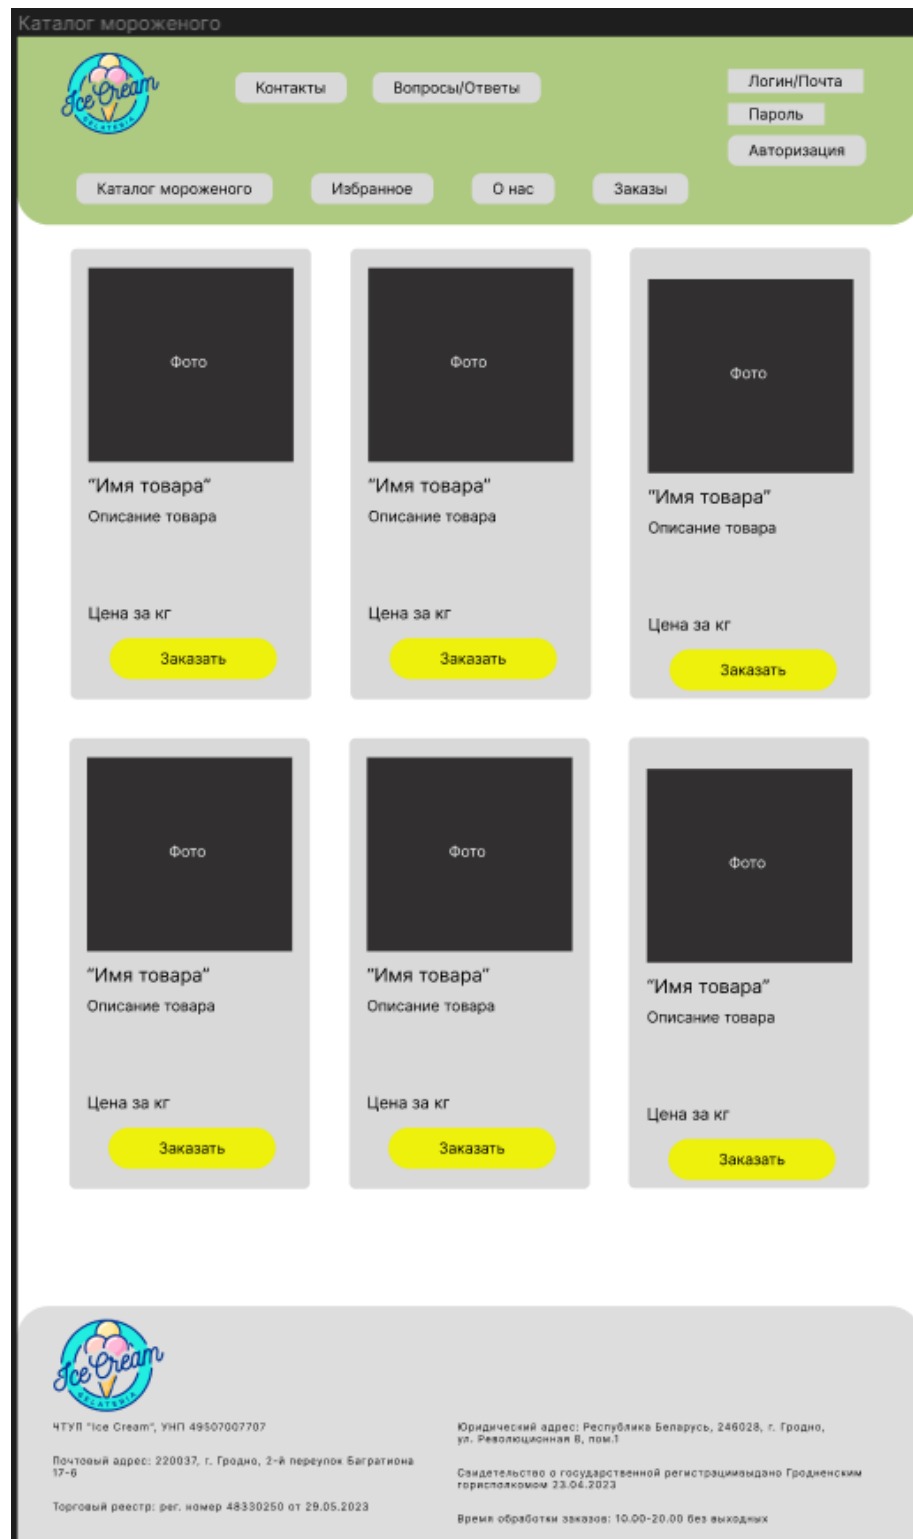 Каталог мороженого
Ice Cream
GELATERIA
Контакты
Вопросы/Ответы
Логин/Почта
Пароль
Авторизация
Каталог мороженого
Избранное
О нас
Заказы
Фото
Фото
Фото
“Имя товара”
“Имя товара”
“Имя товара”
Описание товара
Описание товара
Описание товара
Цена за кг
Цена за кг
Цена за кг
Заказать
Заказать
Заказать
Фото
Фото
Фото
“Имя товара”
"Имя товара”
“Имя товара”
Описание товара
Описание товара
Описание товара
Цена за кг
Цена за кг
Цена за кг
Заказать
Заказать
Заказать
Ice Cream
GELATERIA
ЧТУП "Ice Cream", УНП 49507007707
Почтовый адрес: 220037, г. Гродно, 2-й переулок Багратиона
17-6
Торговый реестр: рег. номер 48330250 от 29.05.2023
Юридический адрес: Республика Беларусь, 246028, г. Гродно,
ул. Революционная 8, пом.1
Свидетельство о государственной регистрациивыдано Гродненским
горисполкомом 23.04.2023
Время обработки заказов: 10.00-20.00 без выходных